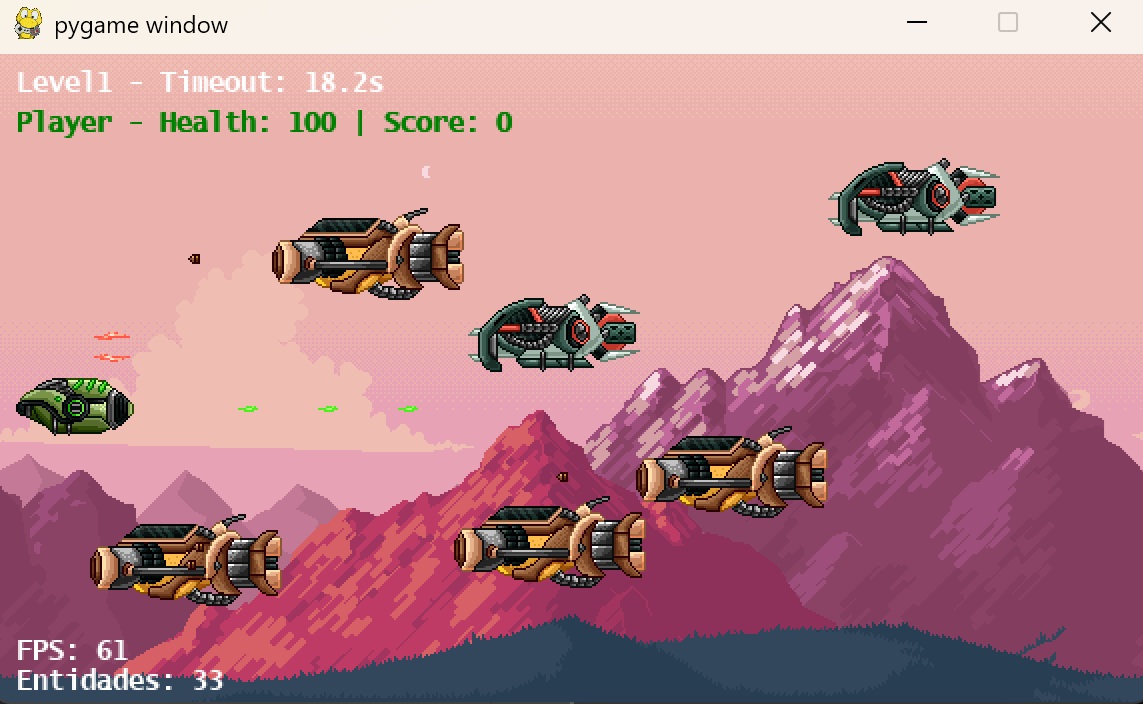 pygame window
Level1 - Timeout: 18.2s
Player - Health: 100 | Score: 0
FPS: 61
Entidades: 33